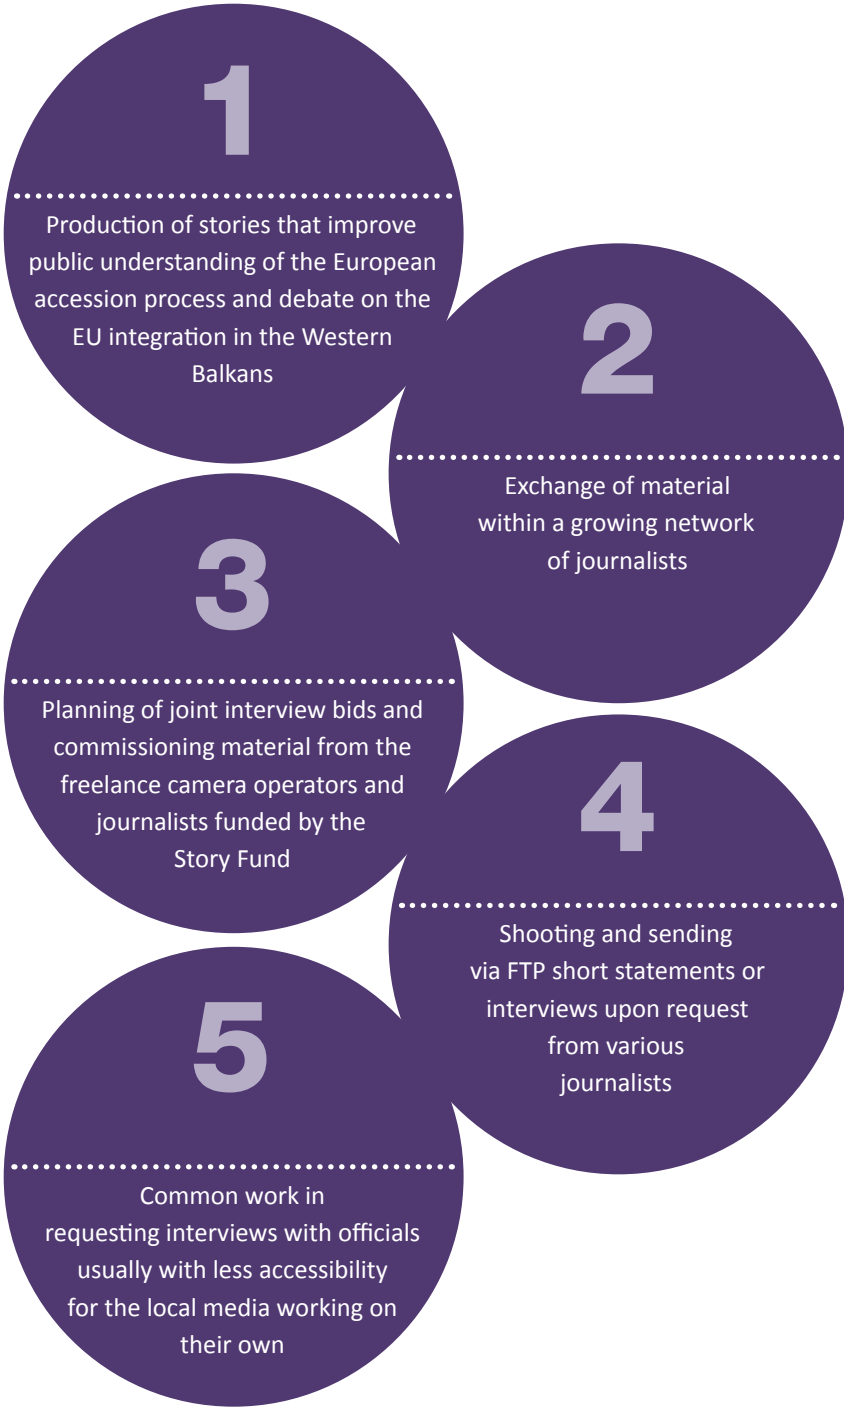 1
Production of stories that improve
public understanding of the European
accession process and debate on the
EU integration in the Western
Balkans
2
Exchange of material
within a growing network
of journalists
3
Planning of joint interview bids and
commissioning material from the
freelance camera operators and
journalists funded by the
Story Fund
4
Shooting and sending
via FTP short statements or
interviews upon request
from various
journalists
5
Common work in
requesting interviews with officials
usually with less accessibility
for the local media working on
their own